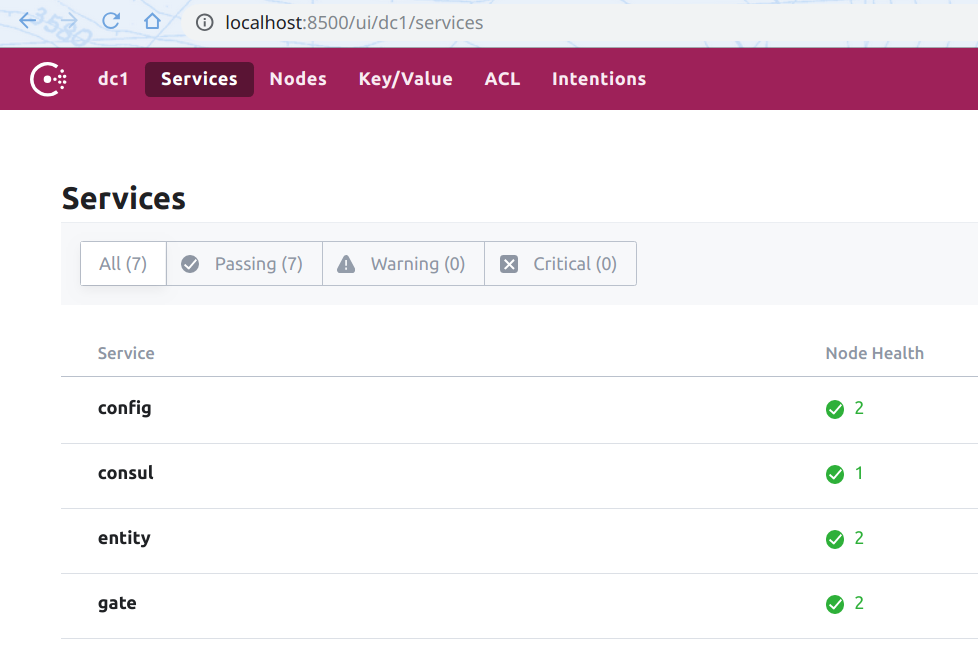 localhost:8500/ui/dc1/services
dc1 Services Nodes Key/Value ACL Intentions
Services
All (7) Passing (7) Warning (0) Critical (0)
Service Node Health
config 2
consul 1
entity 2
gate 2